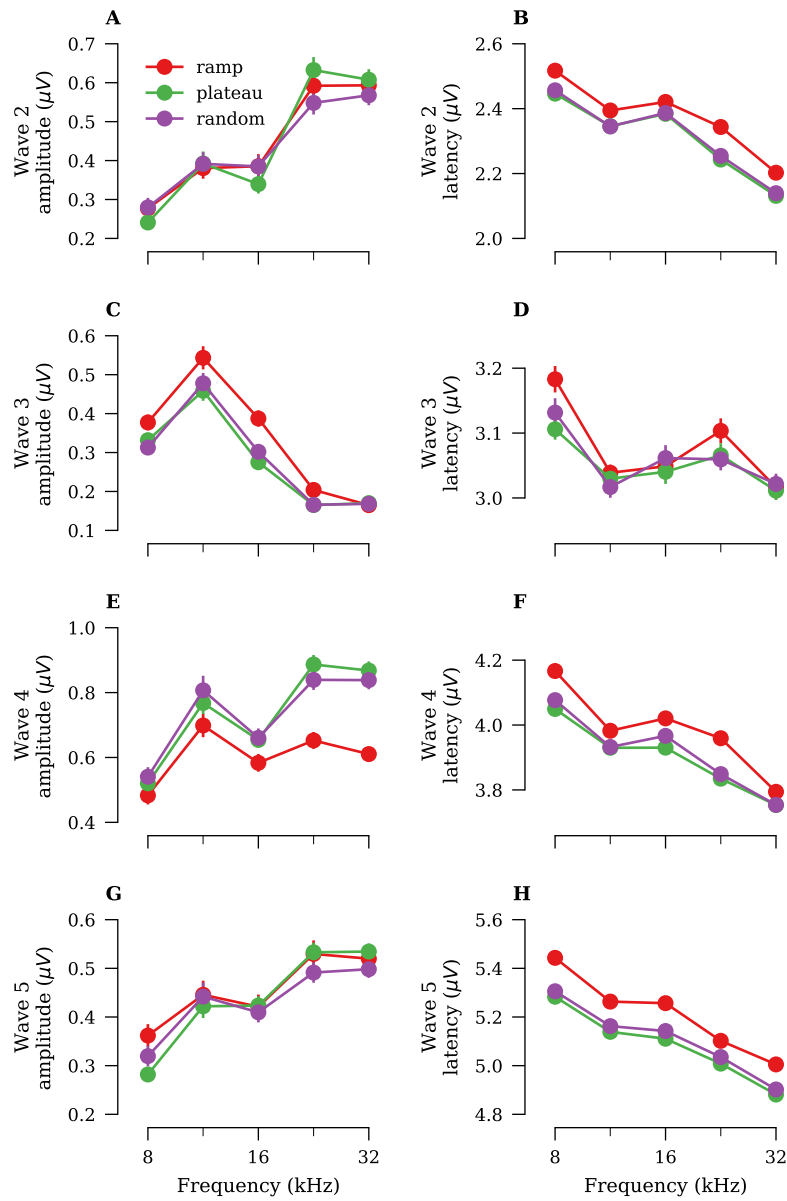 A
Wave 2
amplitude (μV)
0.7
0.6
0.5
0.4
0.3
0.2
ramp
plateau
random
B
Wave 2
latency (μV)
2.6
2.4
2.2
2.0
C
Wave 3
amplitude (μV)
0.6
0.5
0.4
0.3
0.2
0.1
D
Wave 3
latency (μV)
3.2
3.1
3.0
E
Wave 4
amplitude (μV)
1.0
0.8
0.6
0.4
F
Wave 4
latency (μV)
4.2
4.0
3.8
G
Wave 5
amplitude (μV)
0.6
0.5
0.4
0.3
0.2
8 16 32
Frequency (kHz)
H
Wave 5
latency (μV)
5.6
5.4
5.2
5.0
4.8
8 16 32
Frequency (kHz)